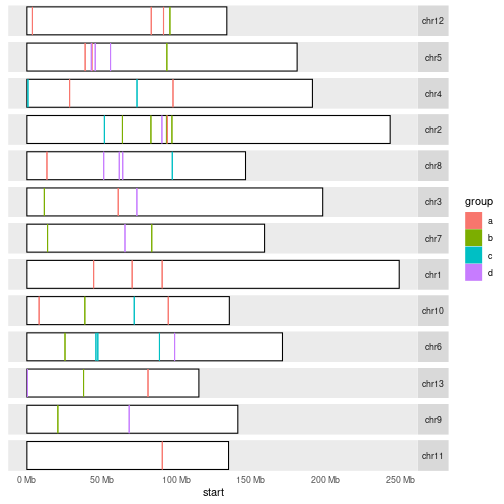 chr12
chr5
chr4
chr2
chr8
chr3
chr7
chr1
chr10
chr6
chr13
chr9
chr11
0 Mb 50 Mb 100 Mb 150 Mb 200 Mb 250 Mb
start
group
a
b
c
d